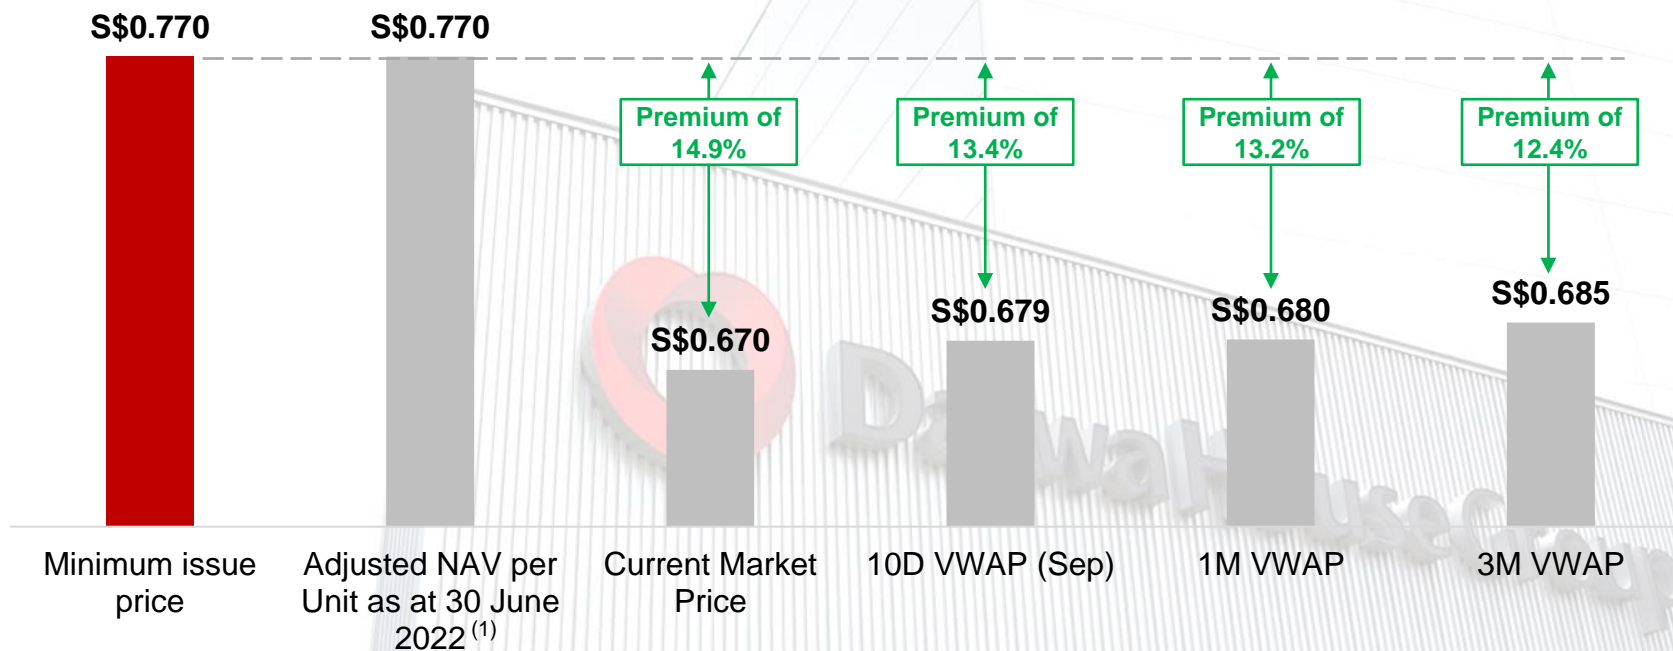 S$0.770
S$0.770
Premium of
14.9%
Premium of
13.4%
Premium of
13.2%
Premium of
12.4%
S$0.670
S$0.679
S$0.680
S$0.685
Minimum issue
price
Adjusted NAV per
Unit as at 30 June
2022 (1)
Current Market
Price
10D VWAP (Sep)
1M VWAP
3M VWAP